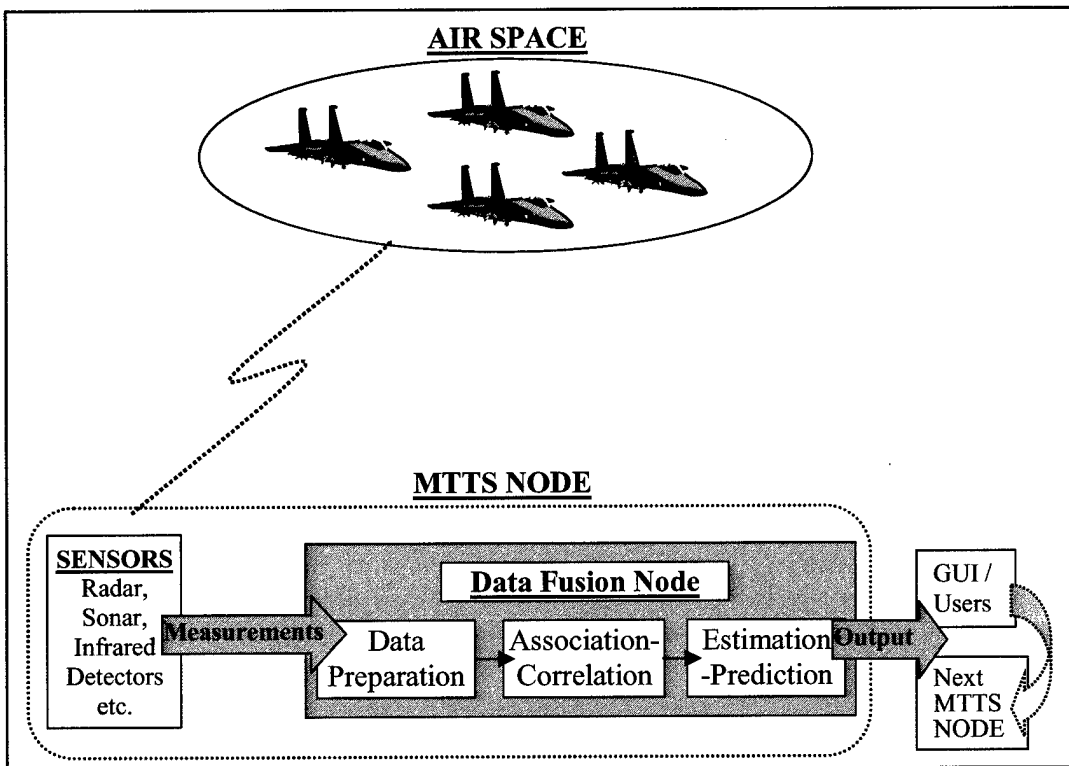 AIR SPACE
MTTS NODE
SENSORS
Radar,
Sonar,
Infrared
Detectors
etc.
Measurements
Data Fusion Node
Data
Preparation
Association-
Correlation
Estimation
-Prediction
Output
GUI /
Users
Next
MTTS
NODE